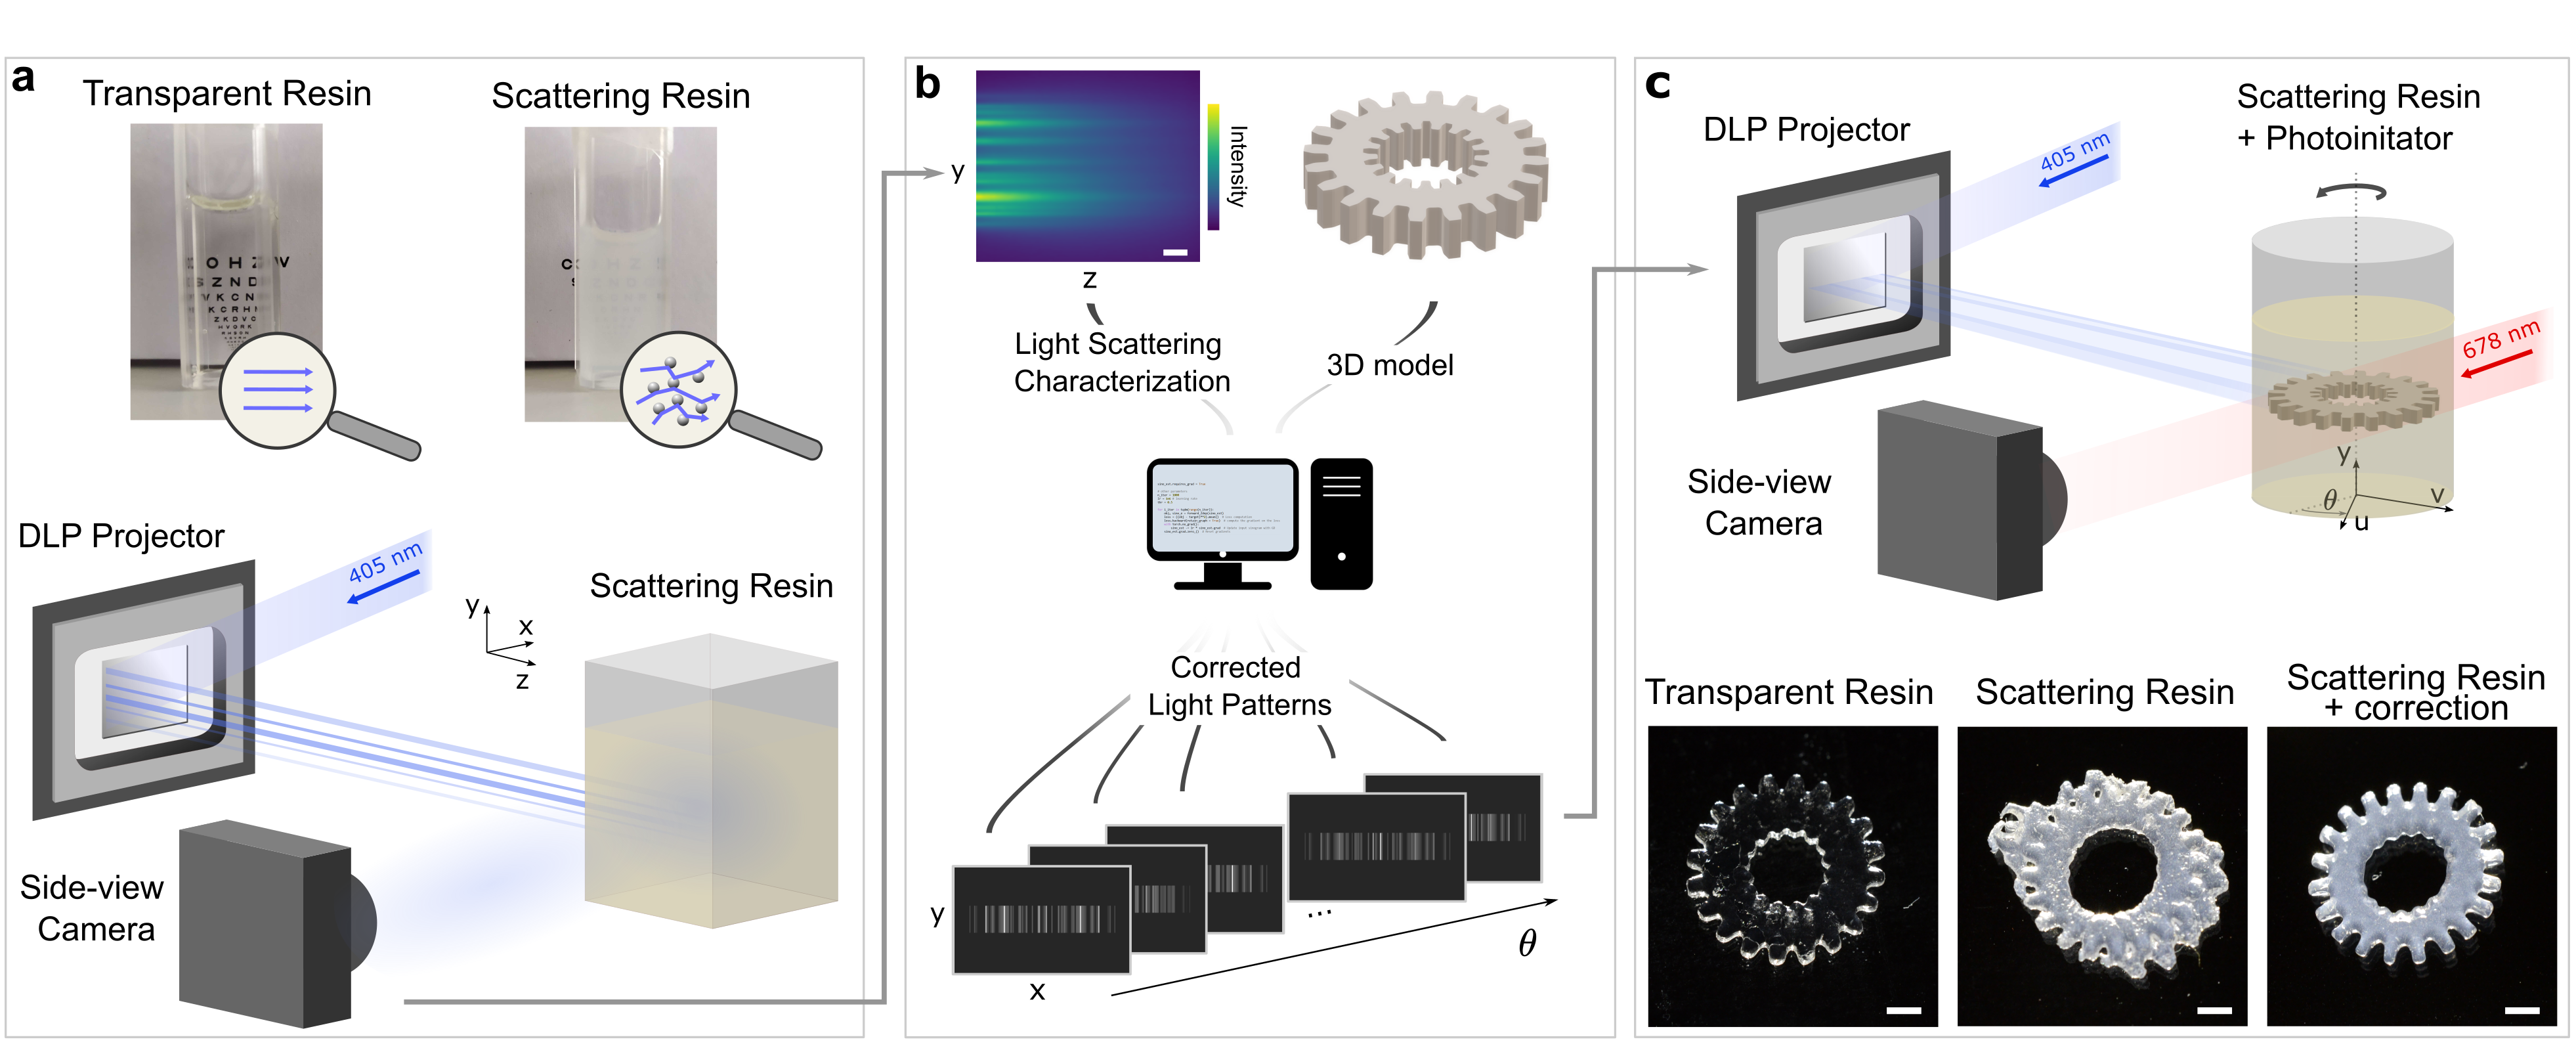 a
Transparent Resin
Scattering Resin
O H Z V
S Z N D
V K C N
K C R H
Z K D V C
H V O R K
DLP Projector
405 nm
Scattering Resin
y
x
z
Side-view
Camera
b
y
z
Intensity
Light Scattering
Characterization
3D model
Corrected
Light Patterns
y
x
...
θ
c
DLP Projector
405 nm
Scattering Resin
+ Photoinitator
678 nm
Side-view
Camera
y
θ
u
v
Transparent Resin
Scattering Resin
Scattering Resin
+ correction